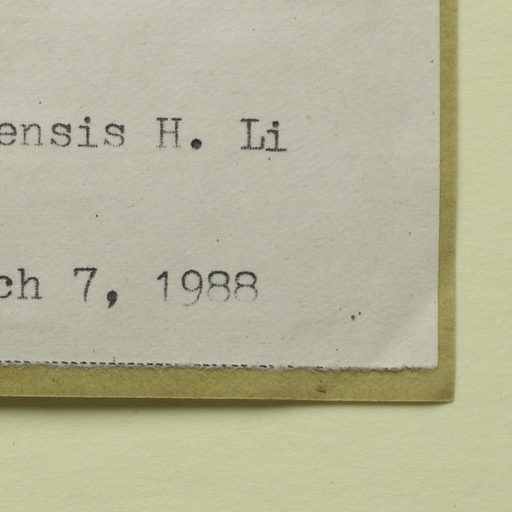 ensis H. Li
ch 7, 1988